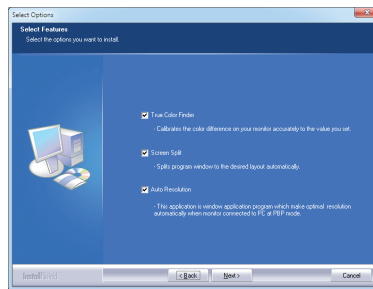 Select Options
Select Features
Select the options you want to install.
True Color Finder
- Calibrates the color difference on your monitor accurately to the value you set.
Screen Split
- Splits program window to the desired layout automatically.
Auto Resolution
- This application is window application program which make optimal resolution
automatically when monitor connected to PC at PBP mode.
InstallShield
< Back
Next >
Cancel